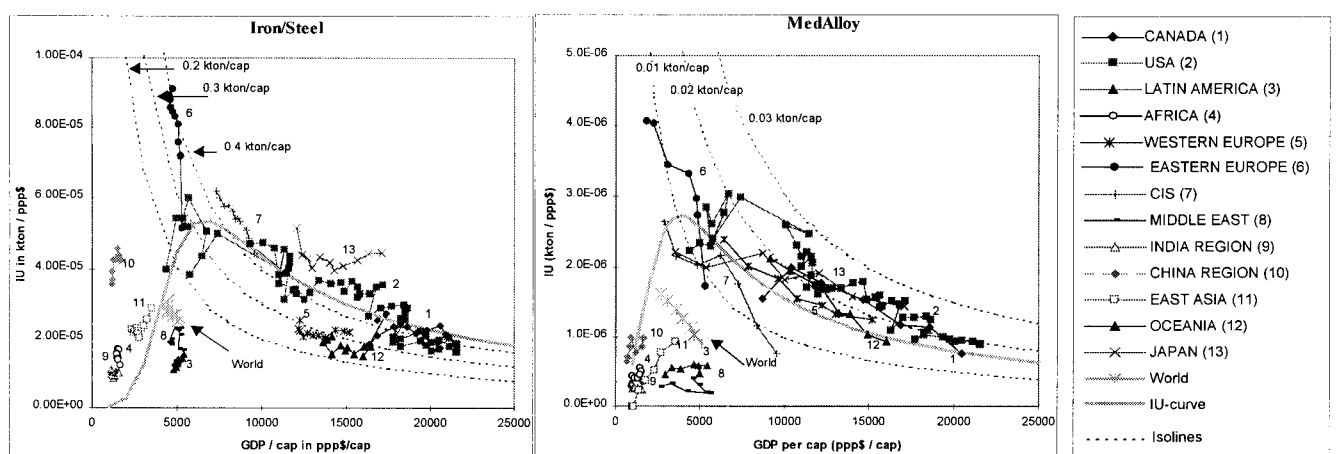 Iron/Steel
1.00E-04
8.00E-05
6.00E-05
4.00E-05
2.00E-05
0.00E+00
IU in kton / ppp$
0.2 kton/cap
0.3 kton/cap
0.4 kton/cap
6
7
13
2
10
11
5
1
8
4
9
3
12
World
0 5000 10000 15000 20000 25000
GDP / cap in ppp$/cap
MedAlloy
5.0E-06
4.0E-06
3.0E-06
2.0E-06
1.0E-06
0.0E+00
IU (kton / ppp$)
0.01 kton/cap
0.02 kton/cap
0.03 kton/cap
6
7
13
5
2
10
11
3
4
9
8
12
1
World
0 5000 10000 15000 20000 25000
GDP per cap (ppp$ / cap)
CANADA (1)
USA (2)
LATIN AMERICA (3)
AFRICA (4)
WESTERN EUROPE (5)
EASTERN EUROPE (6)
CIS (7)
MIDDLE EAST (8)
INDIA REGION (9)
CHINA REGION (10)
EAST ASIA (11)
OCEANIA (12)
JAPAN (13)
World
IU-curve
Isolines